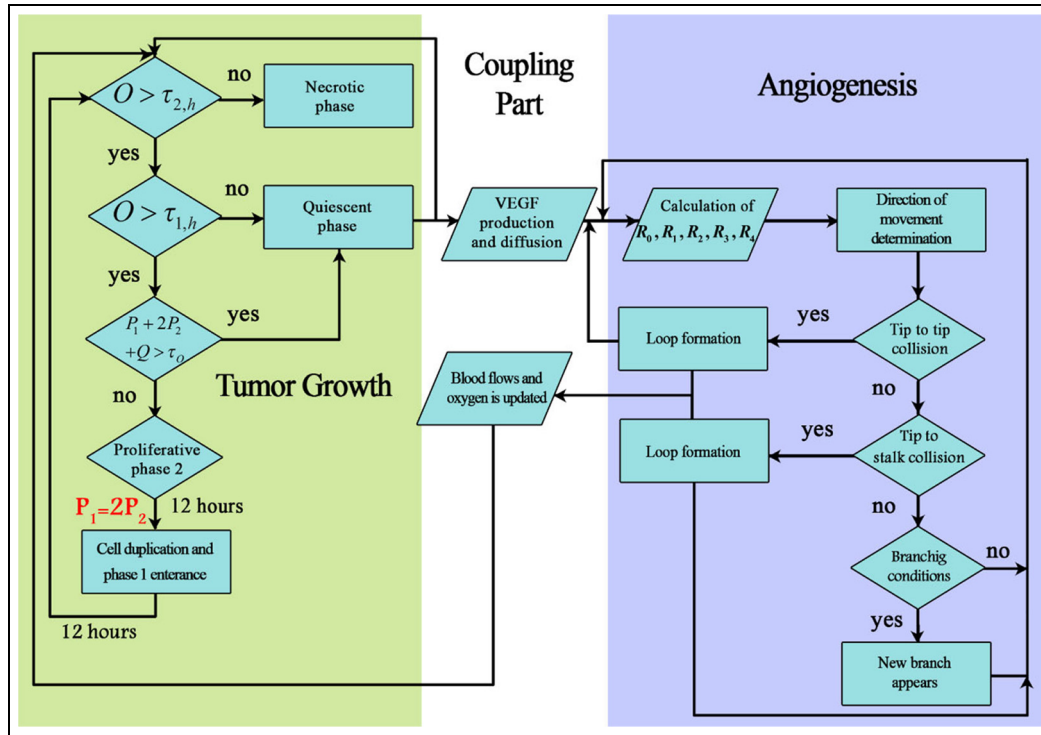 Coupling
Part
Angiogenesis
Tumor Growth
O > τ2,h
no
Necrotic
phase
yes
O > τ1,h
no
Quiescent
phase
yes
P1 + 2P2
+Q > τO
yes
no
Proliferative
phase 2
P1=2P2
12 hours
Cell duplication and
phase 1 enterance
12 hours
VEGF
production
and diffusion
Blood flows and
oxygen is updated
Calculation of
R0, R1, R2, R3, R4
Direction of
movement
determination
Tip to tip
collision
yes
Loop formation
no
Tip to
stalk collision
yes
Loop formation
no
Branchig
conditions
no
yes
New branch
appears